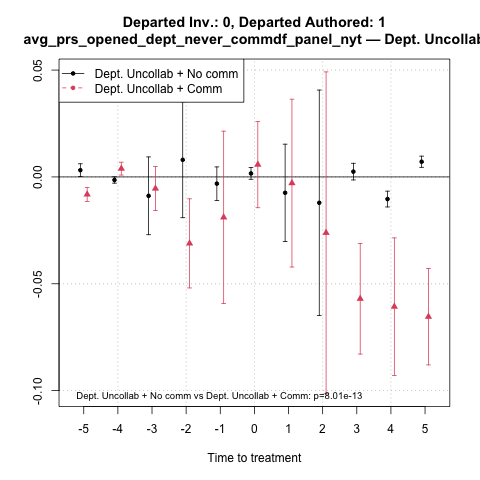 Departed Inv.: 0, Departed Authored: 1
avg_prs_opened_dept_never_commdf_panel_nyt — Dept. Uncollab
Dept. Uncollab + No comm
Dept. Uncollab + Comm
0.05
0.00
-0.05
-0.10
Dept. Uncollab + No comm vs Dept. Uncollab + Comm: p=8.01e-13
-5 -4 -3 -2 -1 0 1 2 3 4 5
Time to treatment